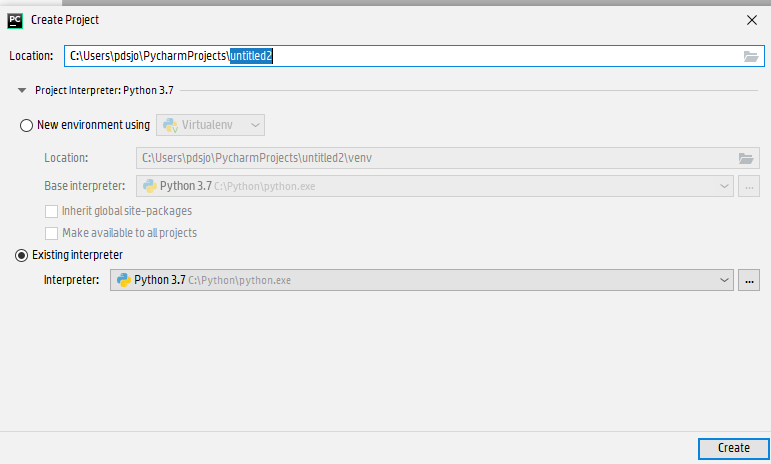 PC Create Project
Location: C:\Users\pdsjo\PycharmProjects\untitled2
Project Interpreter: Python 3.7
New environment using Virtualenv
Location: C:\Users\pdsjo\PycharmProjects\untitled2\venv
Base interpreter: Python 3.7 C:\Python\python.exe ...
Inherit global site-packages
Make available to all projects
Existing interpreter
Interpreter: Python 3.7 C:\Python\python.exe ...
Create